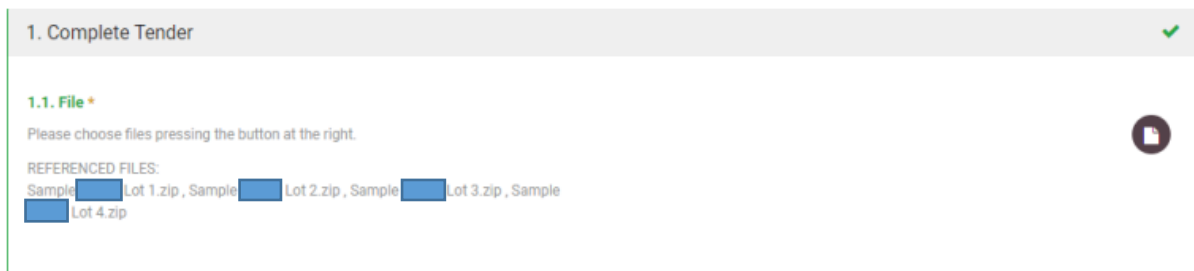 1. Complete Tender
1.1. File *
Please choose files pressing the button at the right.
REFERENCED FILES:
Sample Lot 1.zip , Sample Lot 2.zip , Sample Lot 3.zip , Sample
Lot 4.zip